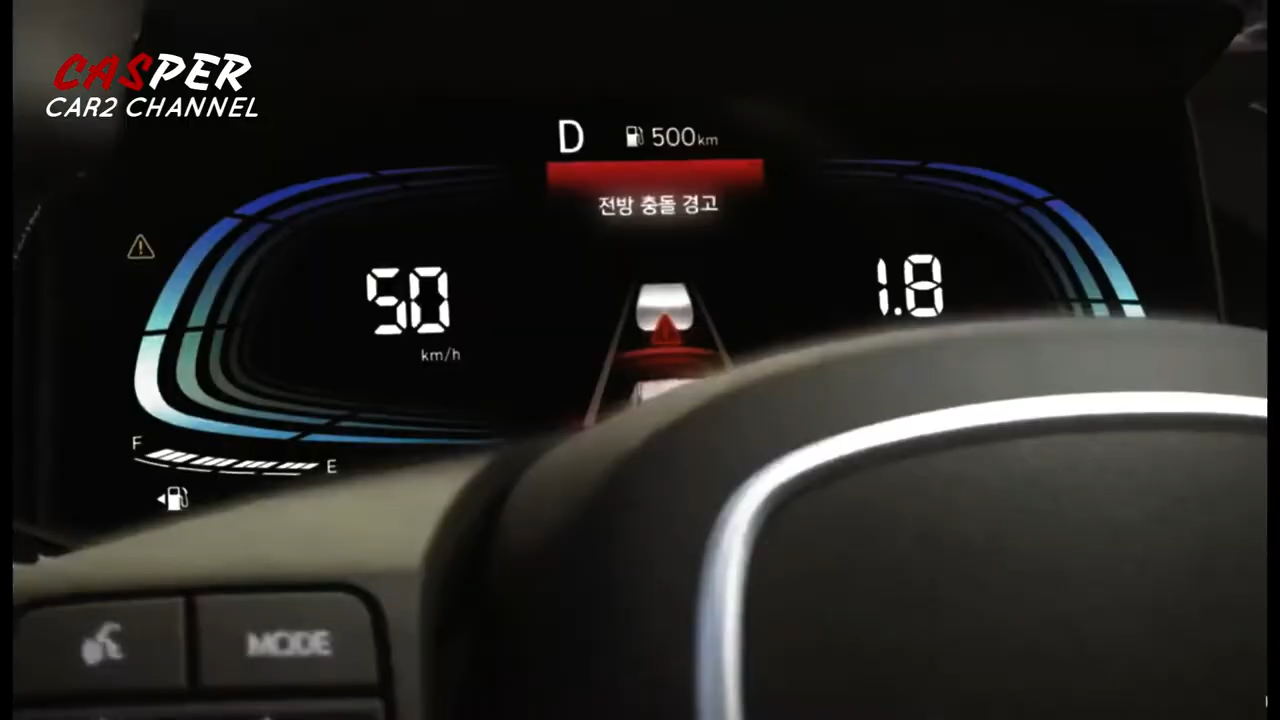 CASPER
CAR2 CHANNEL
D 500km
전방 충돌 경고
50
km/h
1.8
F
E
MODE